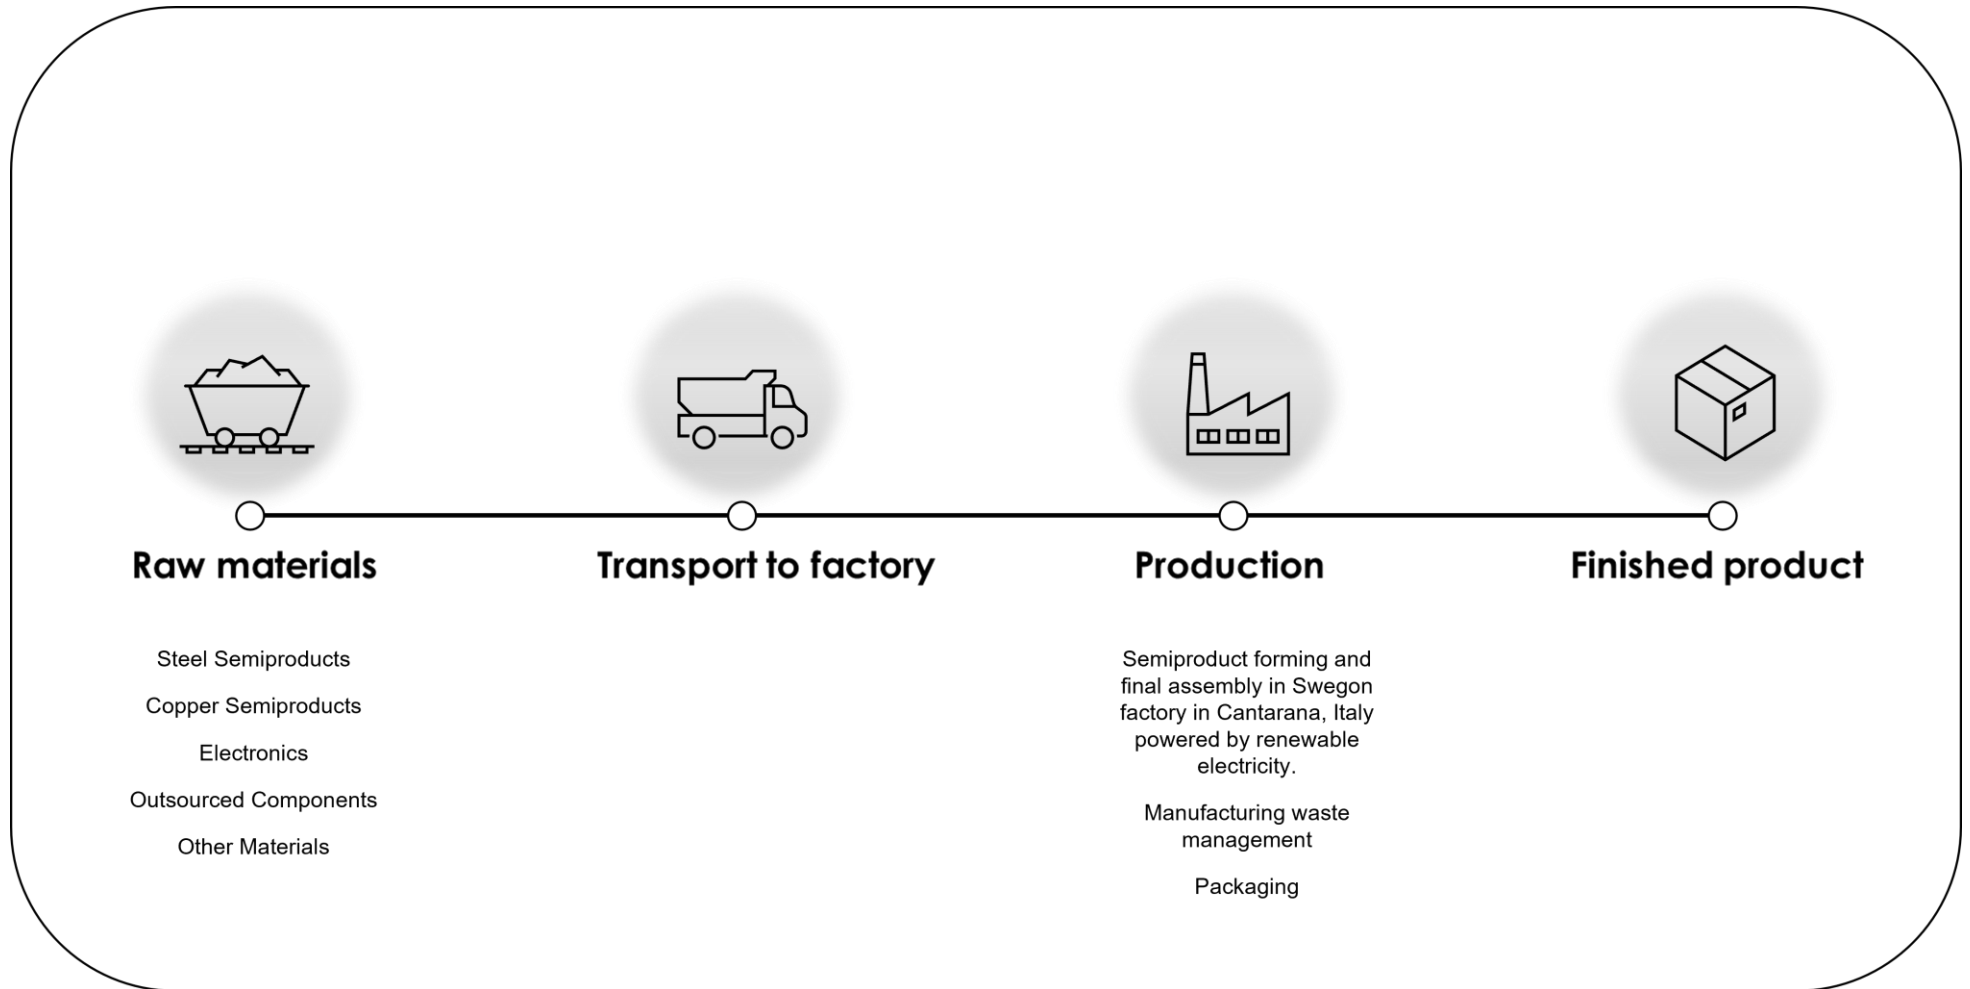 Raw materials
Transport to factory
Production
Finished product
Steel Semiproducts
Copper Semiproducts
Electronics
Outsourced Components
Other Materials
Semiproduct forming and
final assembly in Swegon
factory in Cantarana, Italy
powered by renewable
electricity.
Manufacturing waste
management
Packaging